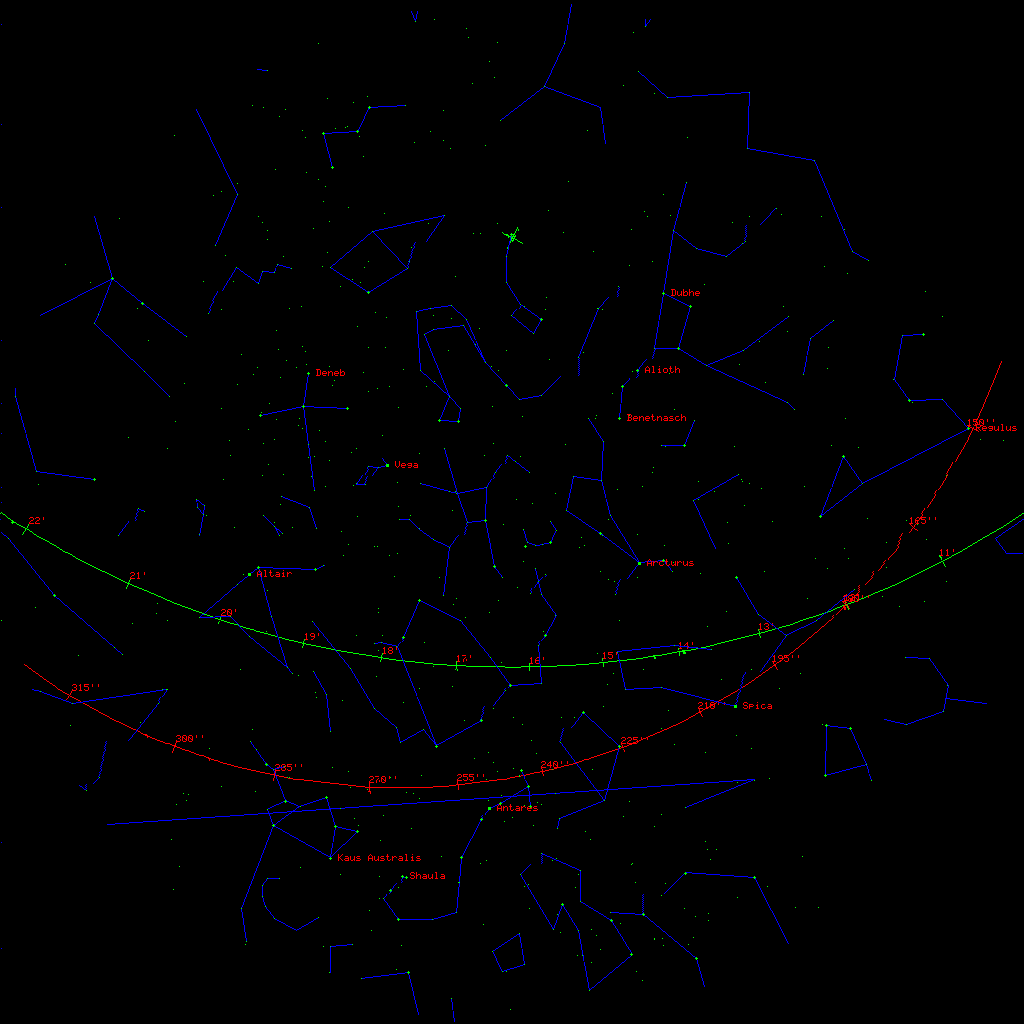 Dubhe
Alioth
Deneb
Benetnasch
150''
Regulus
Vega
22'
165''
11'
Arcturus
Altair
21'
20'
13'
19'
18'
17'
16'
15'
14'
195''
315''
210''
Spica
300''
225''
285''
270''
255''
240''
Antares
Kaus Australis
Shaula